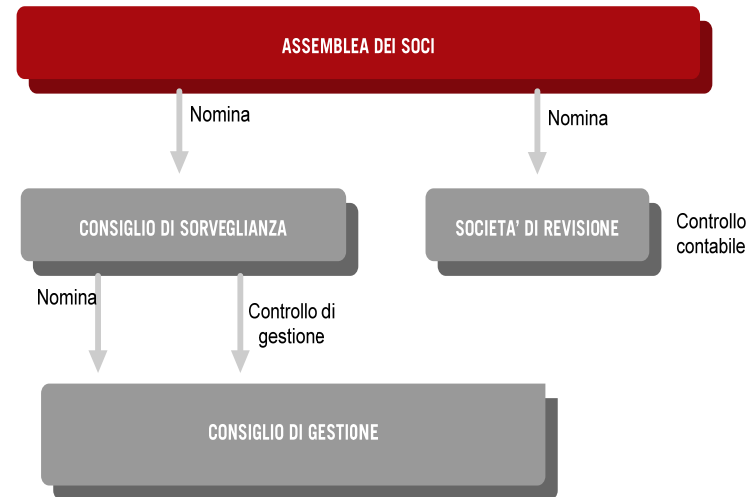 ASSEMBLEA DEI SOCI
Nomina
Nomina
CONSIGLIO DI SORVEGLIANZA
SOCIETA' DI REVISIONE
Controllo
contabile
Nomina
Controllo di
gestione
CONSIGLIO DI GESTIONE